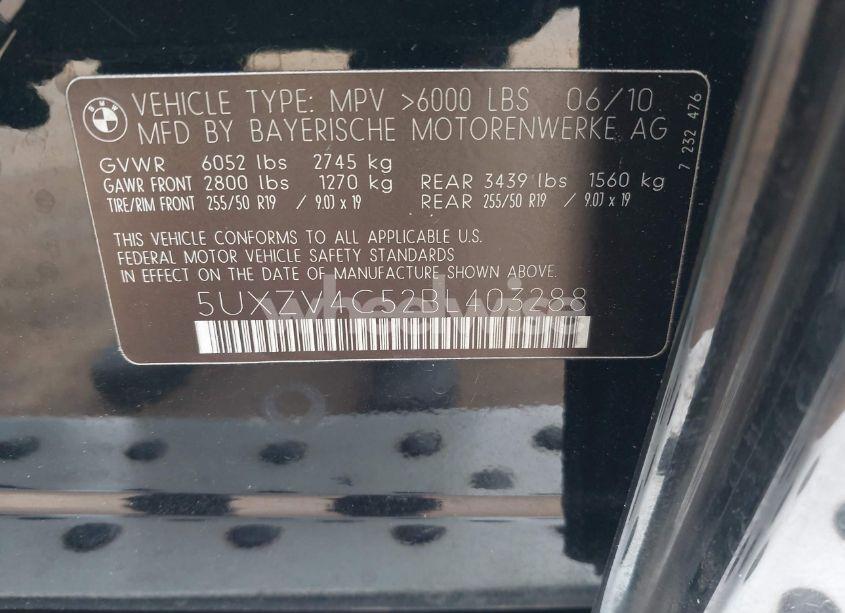 BMW
VEHICLE TYPE: MPV >6000 LBS 06/10
MFD BY BAYERISCHE MOTORENWERKE AG
GVWR 6052 lbs 2745 kg
GAWR FRONT 2800 lbs 1270 kg REAR 3439 lbs 1560 kg
TIRE/RIM FRONT 255/50 R19 / 9.0J x 19 REAR 255/50 R19 / 9.0J x 19
THIS VEHICLE CONFORMS TO ALL APPLICABLE U.S.
FEDERAL MOTOR VEHICLE SAFETY STANDARDS
IN EFFECT ON THE DATE OF MANUFACTURE SHOWN ABOVE.
5UXZV4C52BL403288
7 232 476
wheelwise